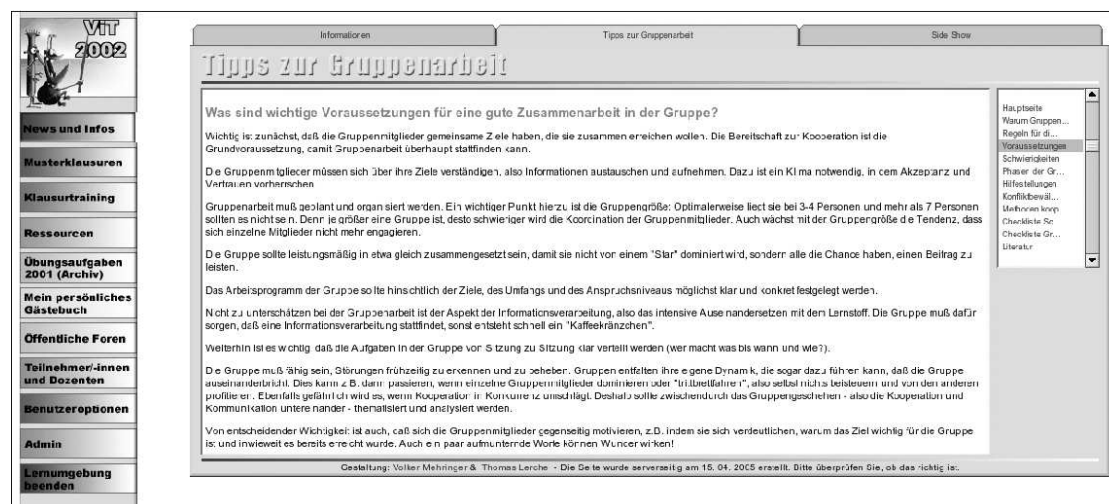 ViT
2002
News und Infos
Musterklausuren
Klausurtraining
Ressourcen
Übungsaufgaben
2001 (Archiv)
Mein persönliches
Gästebuch
Öffentliche Foren
Teilnehmer/-innen
und Dozenten
Benutzeroptionen
Admin
Lernumgebung
beenden
Informationen
Tipps zur Gruppenarbeit
Side Show
Tipps zur Gruppenarbeit
Was sind wichtige Voraussetzungen für eine gute Zusammenarbeit in der Gruppe?
Wichtig ist zunächst, daß die Gruppenmitglieder gemeinsame Ziele haben, die sie zusammen erreichen wollen. Die Bereitschaft zur Kooperation ist die
Grundvoraussetzung, damit Gruppenarbeit überhaupt stattfinden kann.
Die Gruppenmitglieder müssen sich über ihre Ziele verständigen, also Informationen austauschen und aufnehmen. Dazu ist ein Klima notwendig, in dem Akzeptanz und
Vertrauen vorherrschen.
Gruppenarbeit muß geplant und organisiert werden. Ein wichtiger Punkt hierzu ist die Gruppengröße: Optimalerweise liegt sie bei 3-4 Personen und mehr als 7 Personen
sollten es nicht sein. Denn je größer eine Gruppe ist, desto schwieriger wird die Koordination der Gruppenmitglieder. Auch wächst mit der Gruppengröße die Tendenz, dass
sich einzelne Mitglieder nicht mehr engagieren.
Die Gruppe sollte leistungsmäßig in etwa gleich zusammengesetzt sein, damit sie nicht von einem "Star" dominiert wird, sondern alle die Chance haben, einen Beitrag zu
leisten.
Das Arbeitsprogramm der Gruppe sollte hinsichtlich der Ziele, des Umfangs und des Anspruchsniveaus möglichst klar und konkret festgelegt werden.
Nicht zu unterschätzen bei der Gruppenarbeit ist der Aspekt der Informationsverarbeitung, also das intensive Auseinandersetzen mit dem Lernstoff. Die Gruppe muß dafür
sorgen, daß eine Informationsverarbeitung stattfindet, sonst entsteht schnell ein "Kaffeekränzchen".
Weiterhin ist es wichtig, daß die Aufgaben in der Gruppe von Sitzung zu Sitzung klar verteilt werden (wer macht was bis wann und wie?).
Die Gruppe muß fähig sein, Störungen frühzeitig zu erkennen und zu beheben. Gruppen entfalten ihre eigene Dynamik, die sogar dazu führen kann, daß die Gruppe
auseinanderbricht. Dies kann z.B. dann passieren, wenn einzelne Gruppenmitglieder dominieren oder "trittbrettfahren", also selbst nichts beisteuern und von den anderen
profitieren. Ebenfalls gefährlich wird es, wenn Kooperation in Konkurrenz umschlägt. Deshalb sollte zwischendurch das Gruppengeschehen - also die Kooperation und
Kommunikation untereinander - thematisiert und analysiert werden.
Von entscheidender Wichtigkeit ist auch, daß sich die Gruppenmitglieder gegenseitig motivieren, z.B. indem sie sich verdeutlichen, warum das Ziel wichtig für die Gruppe
ist und inwieweit es bereits erreicht wurde. Auch ein paar aufmunternde Worte können Wunder wirken!
Hauptseite
Warum Gruppen...
Regeln für di...
Voraussetzungen
Schwierigkeiten
Phasen der Gr...
Hilfestellungen
Konfliktbewäl...
Methoden koop...
Checkliste Sc...
Checkliste Gr...
Literatur
Gestaltung: Volker Mehringer & Thomas Lerche - Die Seite wurde serverseitig am 15. 04. 2005 erstellt. Bitte überprüfen Sie, ob das richtig ist.